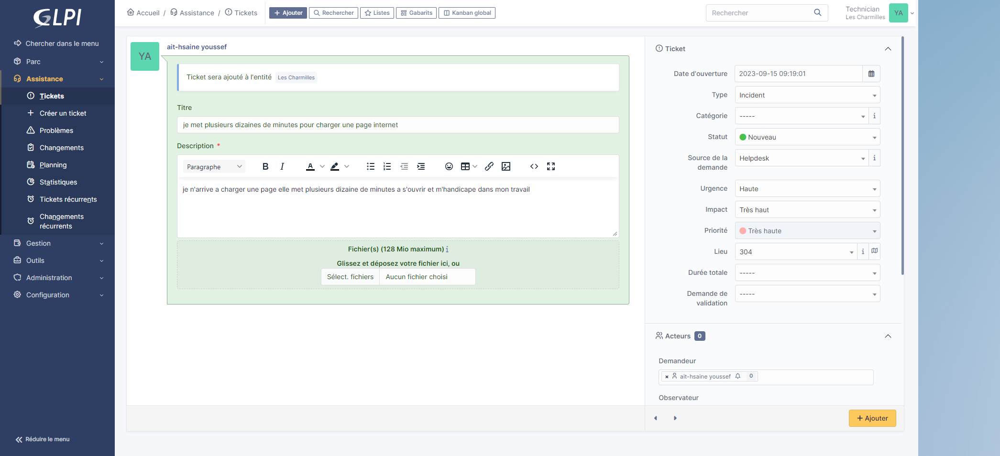 GLPI
Chercher dans le menu
Parc
Assistance
Tickets
Créer un ticket
Problèmes
Changements
Planning
Statistiques
Tickets récurrents
Changements
récurrents
Gestion
Outils
Administration
Configuration
Réduire le menu
Accueil / Assistance / Tickets
+ Ajouter
Rechercher
Listes
Gabarits
Kanban global
Rechercher
Technician
Les Charmilles
YA
YA
ait-hsaine youssef
Ticket sera ajouté à l'entité Les Charmilles
Titre
je met plusieurs dizaines de minutes pour charger une page internet
Description *
Paragraphe
B I A
je n'arrive a charger une page elle met plusieurs dizaine de minutes a s'ouvrir et m'handicape dans mon travail
Fichier(s) (128 Mio maximum) i
Glissez et déposez votre fichier ici, ou
Sélect. fichiers Aucun fichier choisi
Ticket
Date d'ouverture 2023-09-15 09:19:01
Type Incident
Catégorie ----- i
Statut Nouveau
Source de la
demande
Helpdesk i
Urgence Haute
Impact Très haut
Priorité Très haute
Lieu 304 i
Durée totale -----
Demande de
validation
-----
Acteurs 0
Demandeur
× ait-hsaine youssef 0
Observateur
+ Ajouter